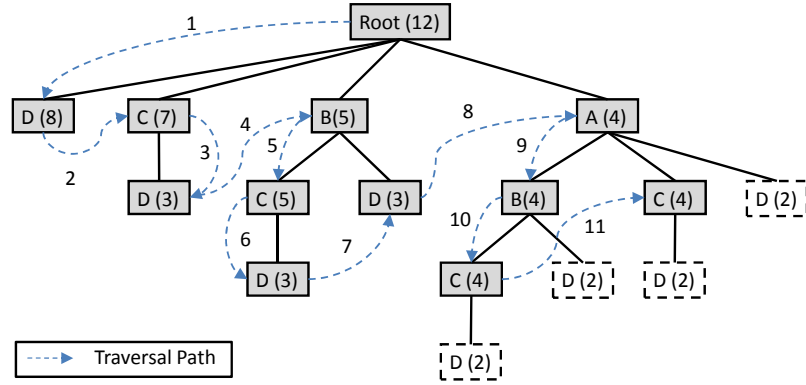 1
Root (12)
D (8)
C (7)
B(5)
A (4)
2
3
4
5
8
9
D (3)
C (5)
D (3)
B(4)
C (4)
D (2)
6
7
10
11
D (3)
C (4)
D (2)
D (2)
D (2)
Traversal Path